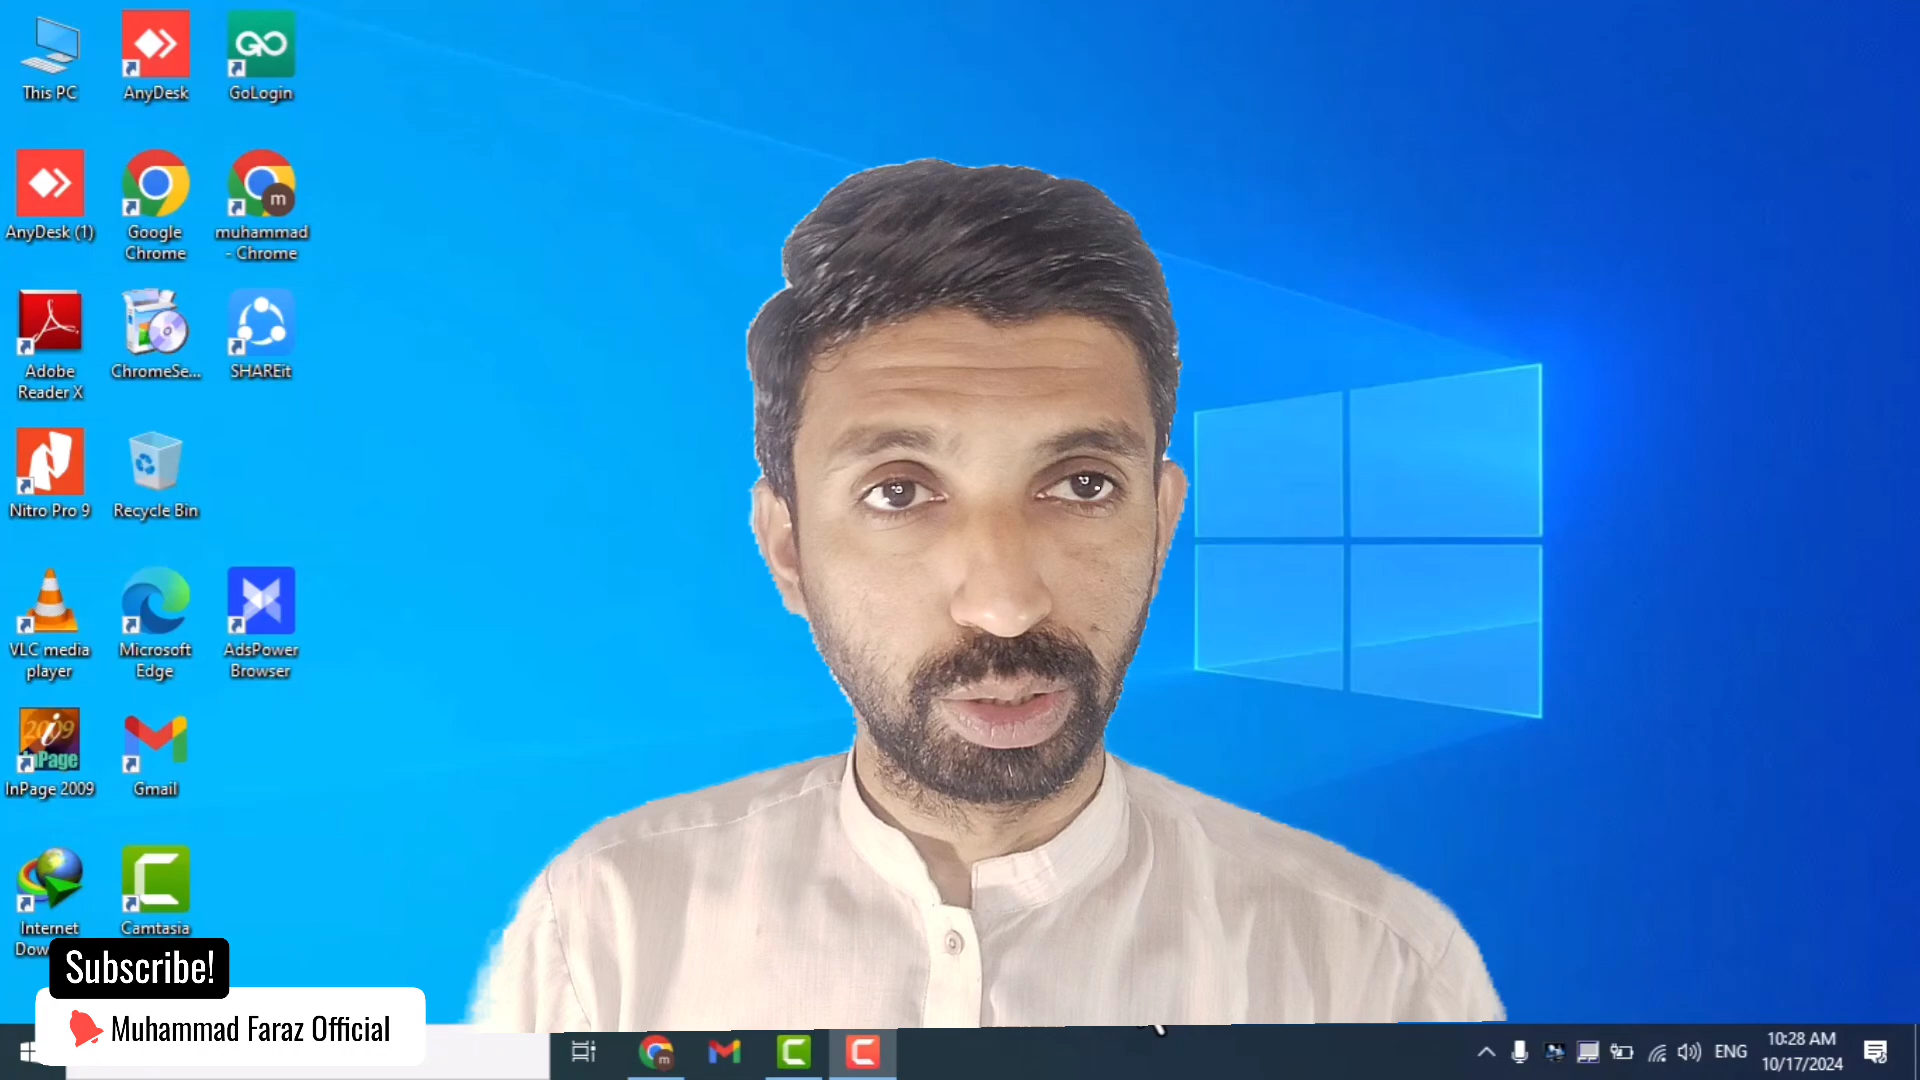 This PC
AnyDesk
GoLogin
AnyDesk (1)
Google
Chrome
m
muhammad
- Chrome
Adobe
Reader X
ChromeSe...
SHAREit
Nitro Pro 9
Recycle Bin
VLC media
player
Microsoft
Edge
AdsPower
Browser
2009
InPage
InPage 2009
Gmail
Internet
Camtasia
Subscribe!
Muhammad Faraz Official
m
ENG
10:28 AM
10/17/2024